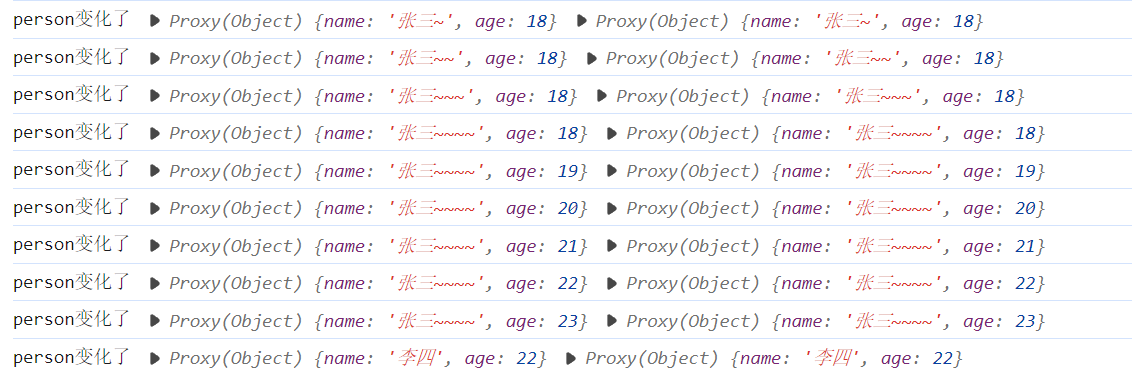 person变化了 ▶ Proxy(Object) {name: '张三~', age: 18} ▶ Proxy(Object) {name: '张三~', age: 18}
person变化了 ▶ Proxy(Object) {name: '张三~~', age: 18} ▶ Proxy(Object) {name: '张三~~', age: 18}
person变化了 ▶ Proxy(Object) {name: '张三~~~', age: 18} ▶ Proxy(Object) {name: '张三~~~', age: 18}
person变化了 ▶ Proxy(Object) {name: '张三~~~~', age: 18} ▶ Proxy(Object) {name: '张三~~~~', age: 18}
person变化了 ▶ Proxy(Object) {name: '张三~~~~', age: 19} ▶ Proxy(Object) {name: '张三~~~~', age: 19}
person变化了 ▶ Proxy(Object) {name: '张三~~~~', age: 20} ▶ Proxy(Object) {name: '张三~~~~', age: 20}
person变化了 ▶ Proxy(Object) {name: '张三~~~~', age: 21} ▶ Proxy(Object) {name: '张三~~~~', age: 21}
person变化了 ▶ Proxy(Object) {name: '张三~~~~', age: 22} ▶ Proxy(Object) {name: '张三~~~~', age: 22}
person变化了 ▶ Proxy(Object) {name: '张三~~~~', age: 23} ▶ Proxy(Object) {name: '张三~~~~', age: 23}
person变化了 ▶ Proxy(Object) {name: '李四', age: 22} ▶ Proxy(Object) {name: '李四', age: 22}